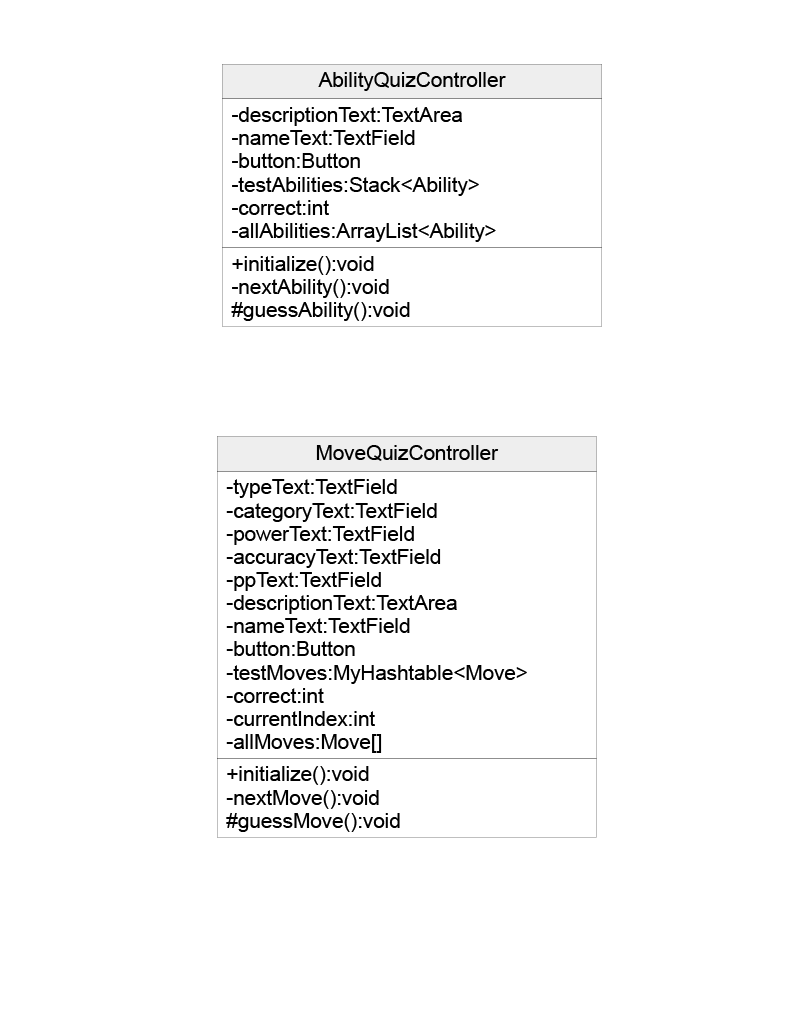 AbilityQuizController
-descriptionText:TextArea
-nameText:TextField
-button:Button
-testAbilities:Stack<Ability>
-correct:int
-allAbilities:ArrayList<Ability>
+initialize():void
-nextAbility():void
#guessAbility():void
MoveQuizController
-typeText:TextField
-categoryText:TextField
-powerText:TextField
-accuracyText:TextField
-ppText:TextField
-descriptionText:TextArea
-nameText:TextField
-button:Button
-testMoves:MyHashtable<Move>
-correct:int
-currentIndex:int
-allMoves:Move[]
+initialize():void
-nextMove():void
#guessMove():void